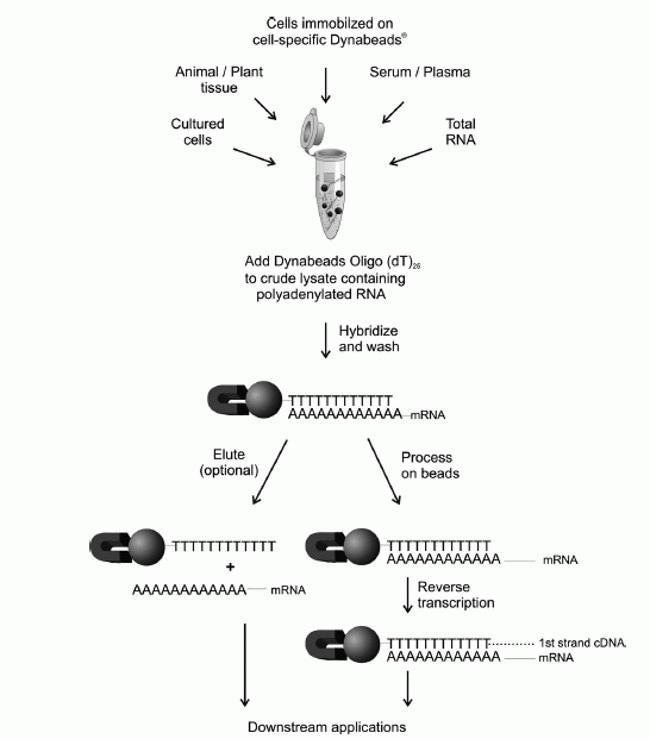 Cells immobilzed on
cell-specific Dynabeads®
Animal / Plant
tissue
Serum / Plasma
Cultured
cells
Total
RNA
Add Dynabeads Oligo (dT)25
to crude lysate containing
polyadenylated RNA
Hybridize
and wash
TTTTTTTTTTTT
AAAAAAAAAAAA mRNA
Elute
(optional)
Process
on beads
TTTTTTTTTTTT
+
AAAAAAAAAAAA mRNA
TTTTTTTTTTTT
AAAAAAAAAAAA mRNA
Reverse
transcription
TTTTTTTTTTTT 1st strand cDNA.
AAAAAAAAAAAA mRNA
Downstream applications